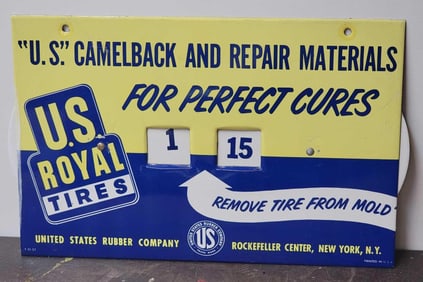 "U.S." CAMELBACK AND REPAIR MATERIALS
FOR PERFECT CURES
U.S.
ROYAL
TIRES
1 15
REMOVE TIRE FROM MOLD
UNITED STATES RUBBER COMPANY
US
ROCKEFELLER CENTER, NEW YORK, N.Y.